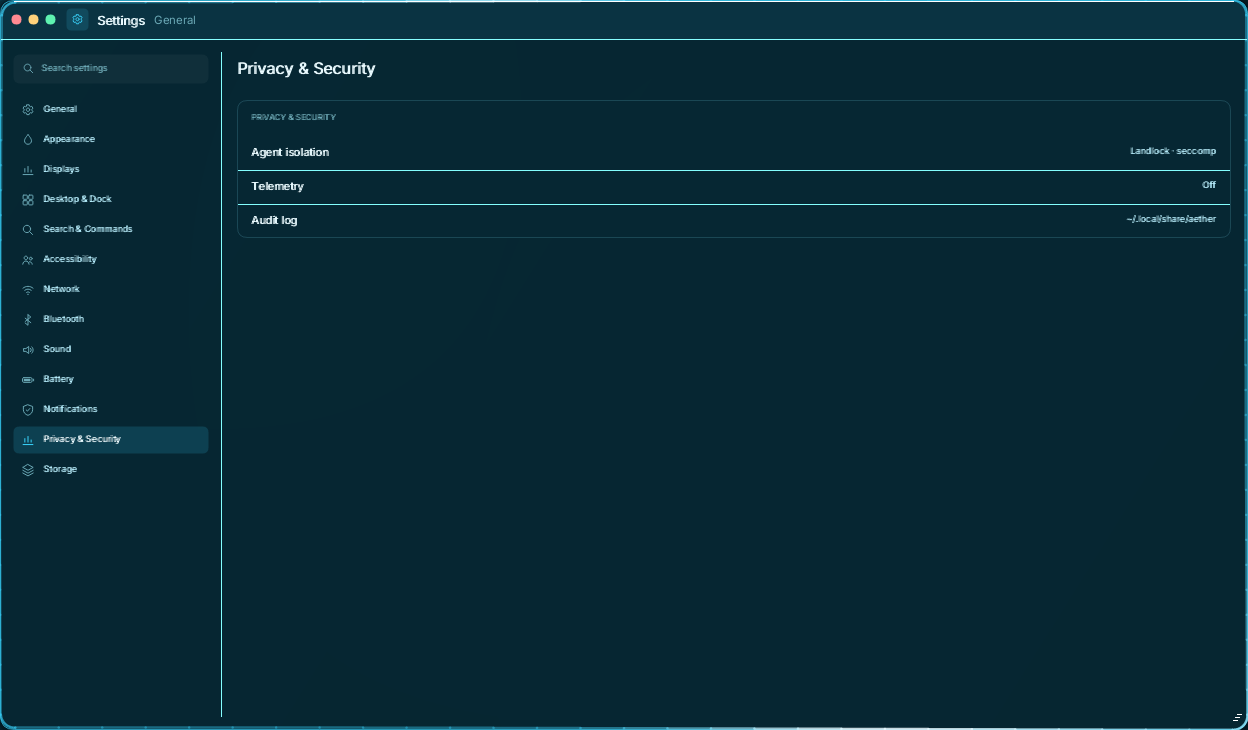 Settings General
Search settings
General
Appearance
Displays
Desktop & Dock
Search & Commands
Accessibility
Network
Bluetooth
Sound
Battery
Notifications
Privacy & Security
Storage
Privacy & Security
PRIVACY & SECURITY
Agent isolation Landlock · seccomp
Telemetry Off
Audit log ~/.local/share/aether